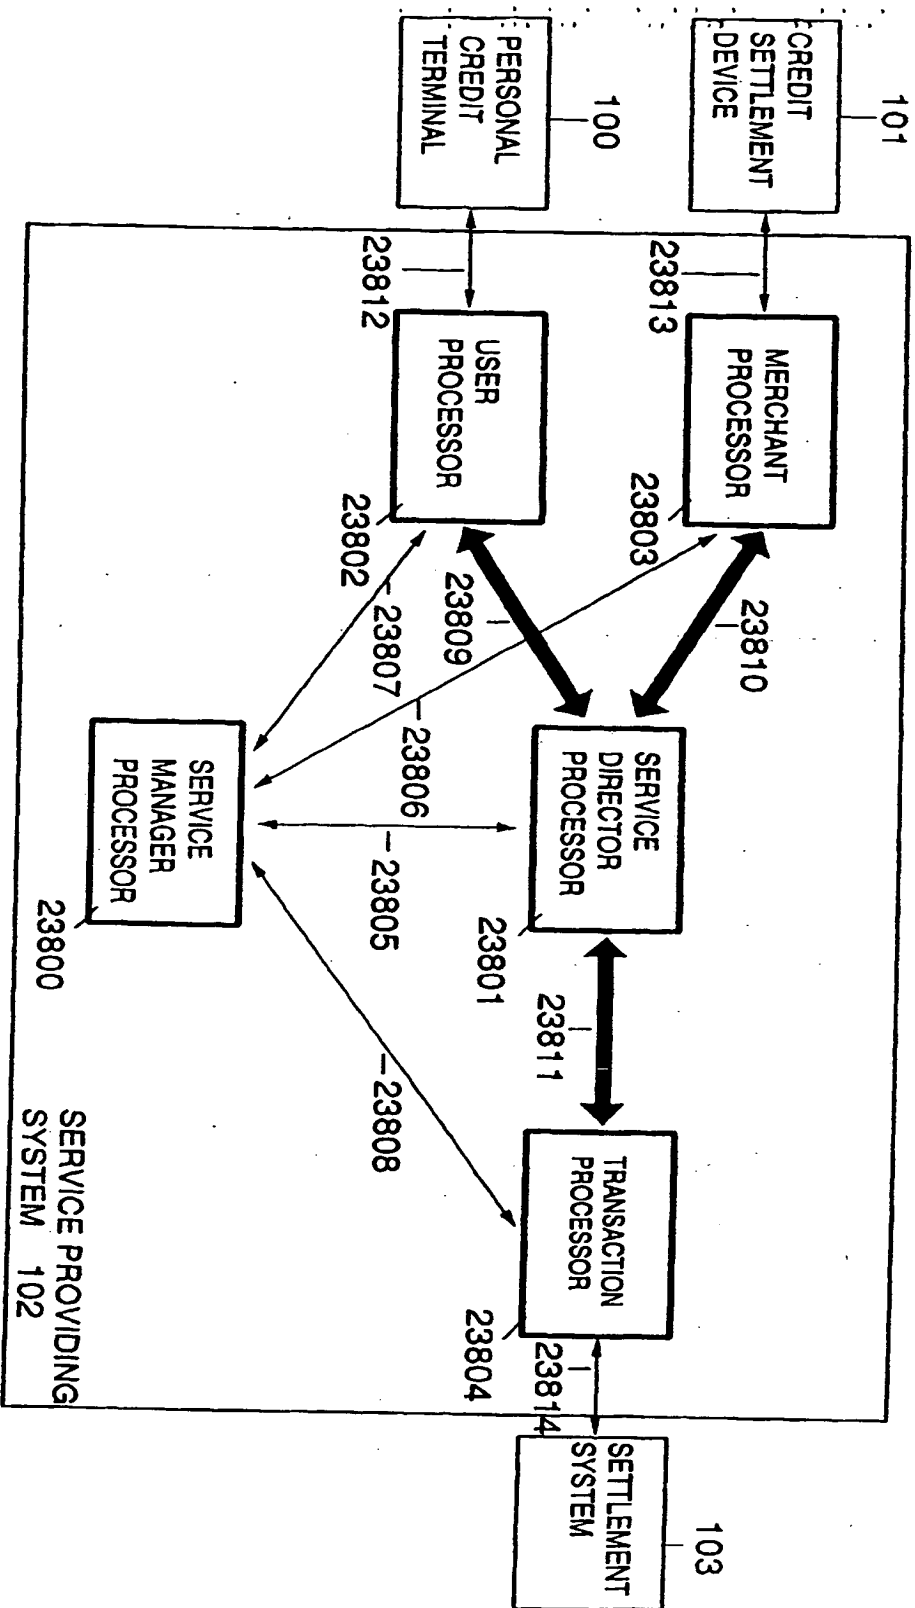 101
CREDIT
SETTLEMENT
DEVICE
100
PERSONAL
CREDIT
TERMINAL
23813
23812
MERCHANT
PROCESSOR
23803
USER
PROCESSOR
23802
23810
23809
23807
23806
23805
23808
SERVICE
DIRECTOR
PROCESSOR
23801
SERVICE
MANAGER
PROCESSOR
23800
23811
TRANSACTION
PROCESSOR
23804
23814
SETTLEMENT
SYSTEM
103
SERVICE PROVIDING
SYSTEM 102